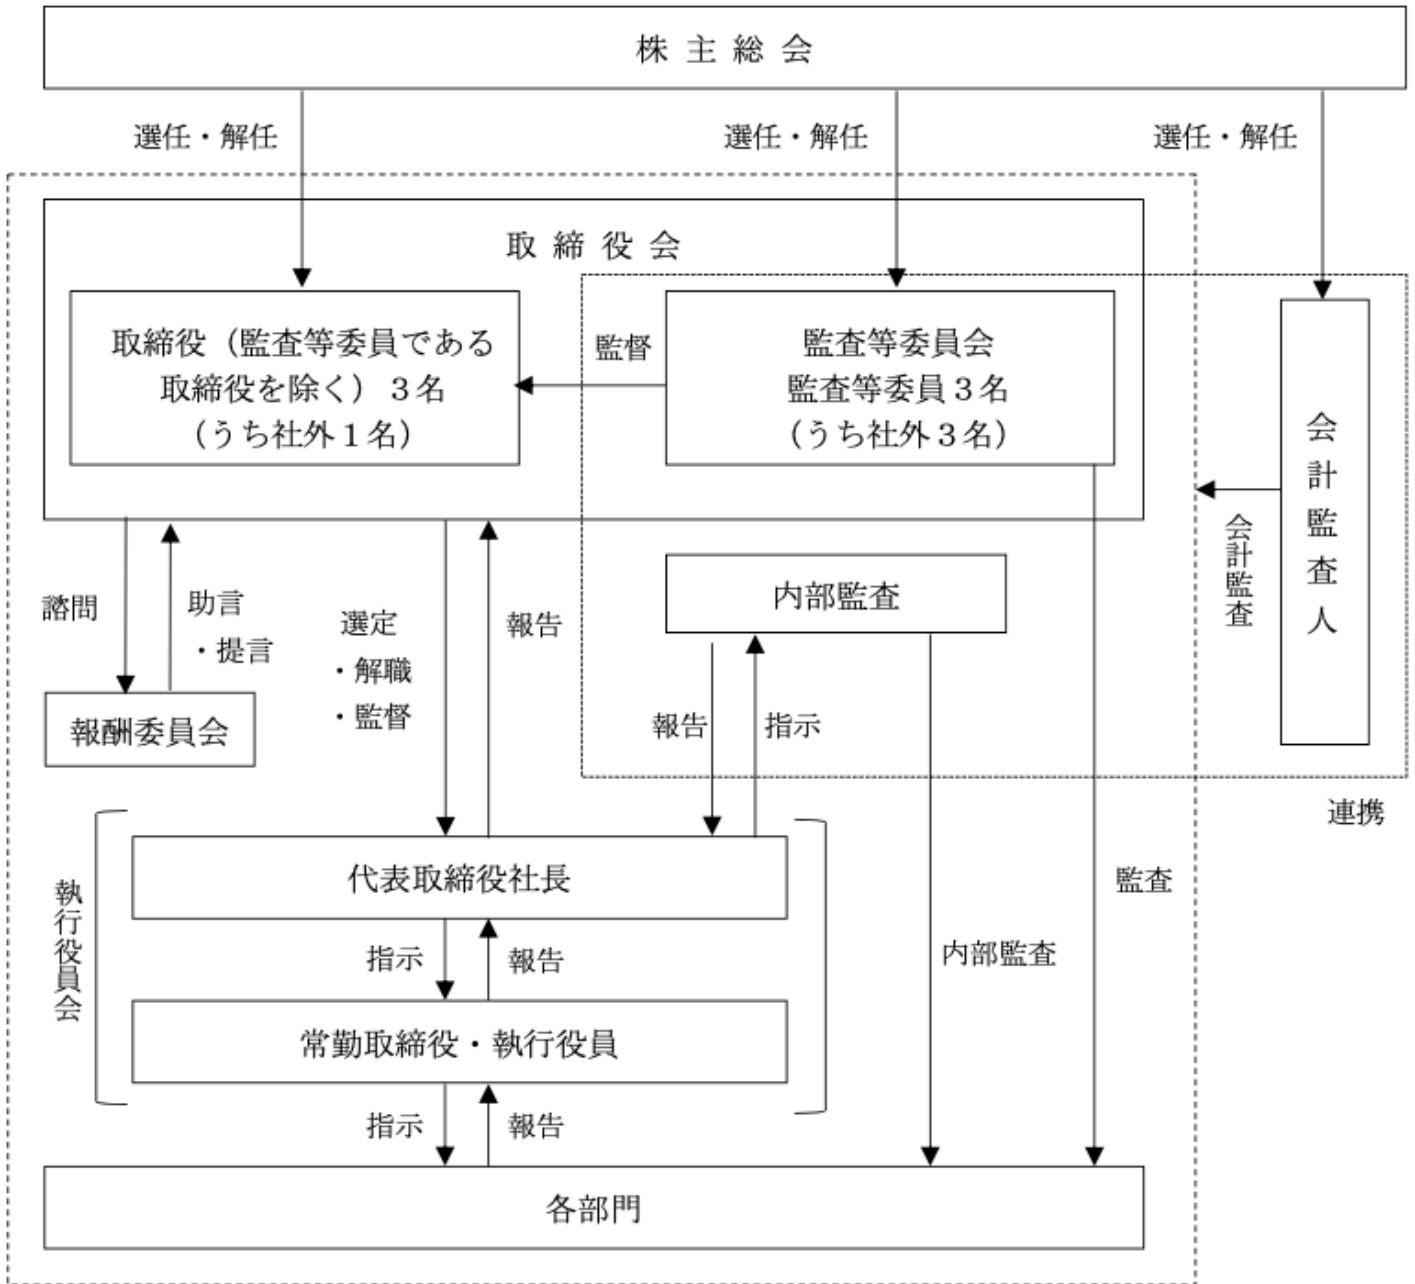 株主総会
選任・解任
選任・解任
選任・解任
取締役会
取締役（監査等委員である
取締役を除く）３名
（うち社外１名）
監督
監査等委員会
監査等委員３名
（うち社外３名）
会計監査人
会計監査
諮問
助言
・提言
選定
・解職
・監督
報告
内部監査
報告
指示
報酬委員会
連携
執行役員会
代表取締役社長
監査
指示
報告
内部監査
常勤取締役・執行役員
指示
報告
各部門